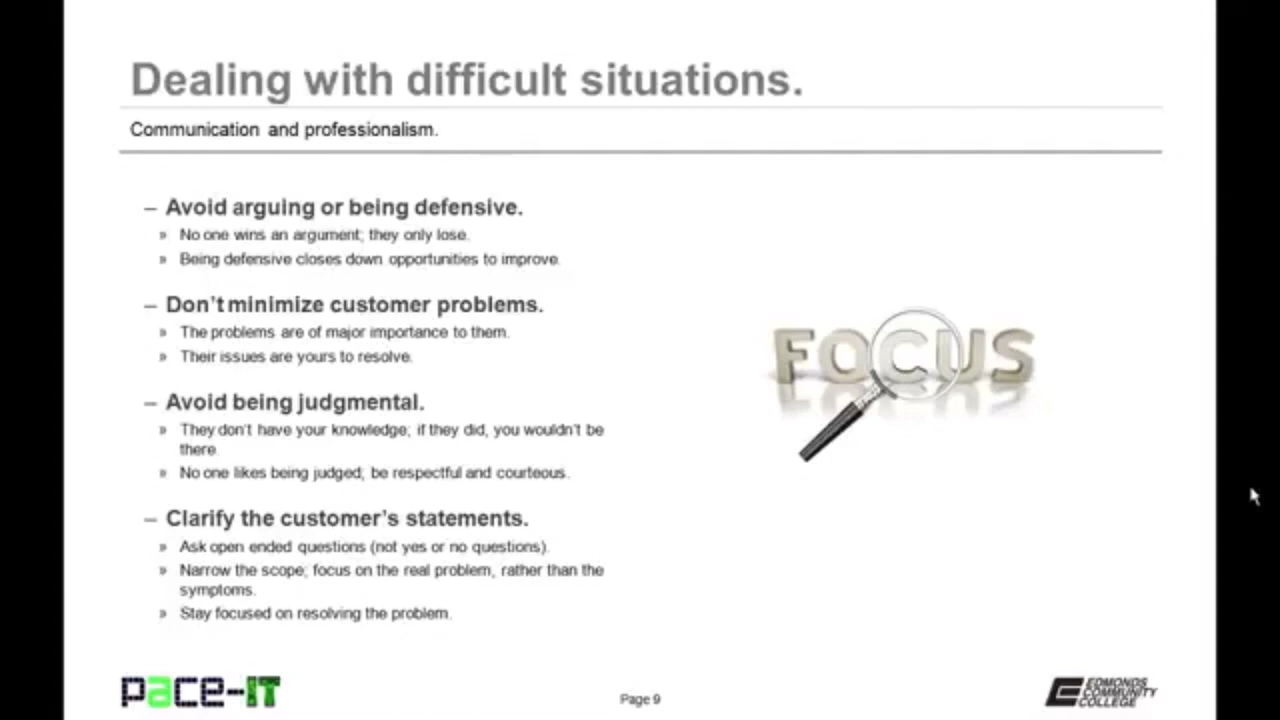 Dealing with difficult situations.
Communication and professionalism.
– Avoid arguing or being defensive.
» No one wins an argument; they only lose.
» Being defensive closes down opportunities to improve.
– Don't minimize customer problems.
» The problems are of major importance to them.
» Their issues are yours to resolve.
– Avoid being judgmental.
» They don't have your knowledge; if they did, you wouldn't be
there.
» No one likes being judged; be respectful and courteous.
– Clarify the customer's statements.
» Ask open ended questions (not yes or no questions).
» Narrow the scope; focus on the real problem, rather than the
symptoms.
» Stay focused on resolving the problem.
FOCUS
pace-IT
Page 9
EDMONDS
COMMUNITY
COLLEGE